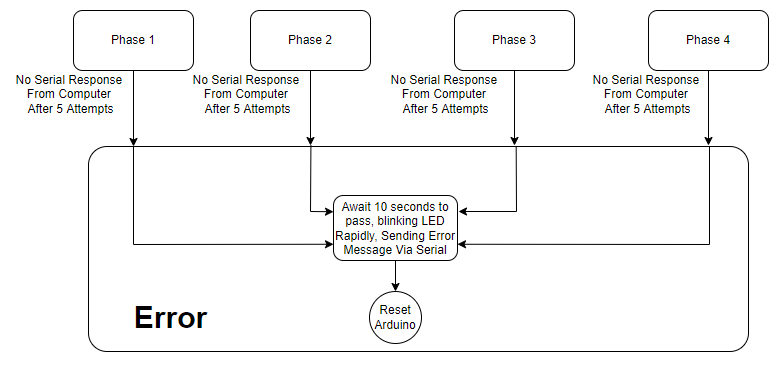 Phase 1
Phase 2
Phase 3
Phase 4
No Serial Response
From Computer
After 5 Attempts
No Serial Response
From Computer
After 5 Attempts
No Serial Response
From Computer
After 5 Attempts
No Serial Response
From Computer
After 5 Attempts
Await 10 seconds to
pass, blinking LED
Rapidly, Sending Error
Message Via Serial
Reset
Arduino
Error